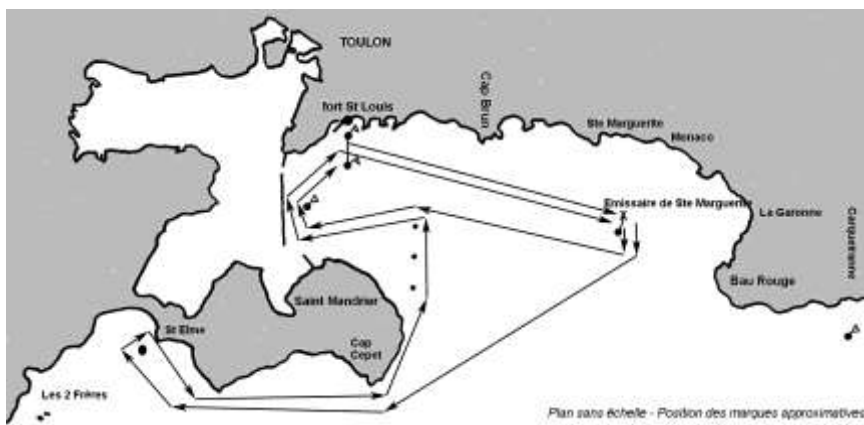 TOULON
fort St Louis
Cap Brun
Ste Marguerite
Monaco
Emissaire de Ste Marguerite
La Garonne
Carqueiranne
Bau Rouge
Saint Mandrier
St Elme
Cap
Cepet
Les 2 Frères
Plan sans échelle - Position des marques approximatives